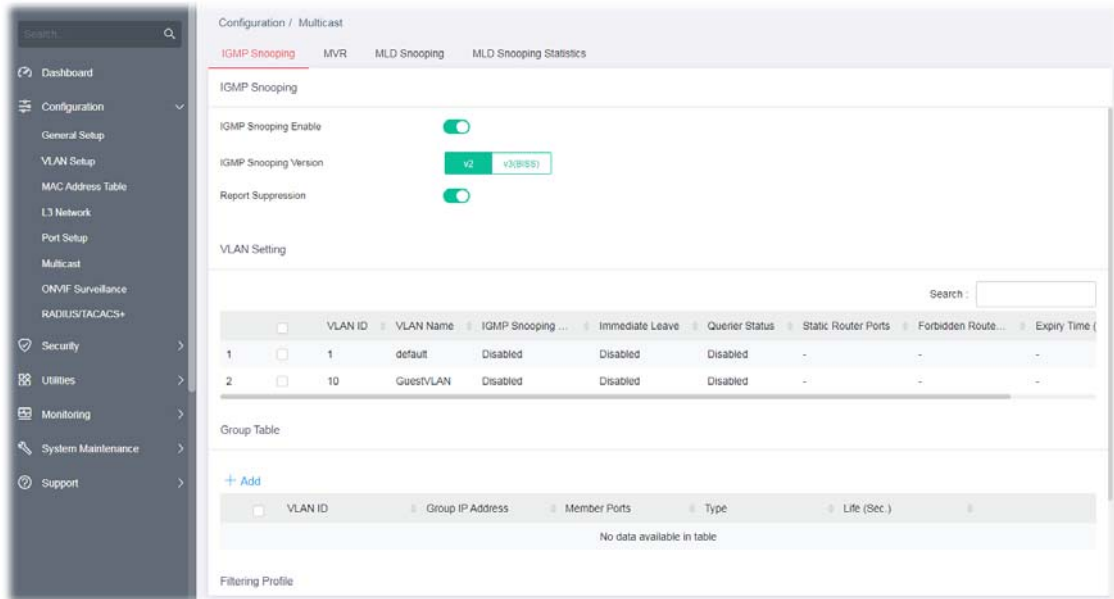 Search..
Configuration / Multicast
IGMP Snooping MVR MLD Snooping MLD Snooping Statistics
Dashboard
Configuration
General Setup
VLAN Setup
MAC Address Table
L3 Network
Port Setup
Multicast
ONVIF Surveillance
RADIUS/TACACS+
Security
Utilities
Monitoring
System Maintenance
Support
IGMP Snooping
IGMP Snooping Enable
IGMP Snooping Version v2 v3(BISS)
Report Suppression
VLAN Setting
Search :
VLAN ID VLAN Name IGMP Snooping ... Immediate Leave Querier Status Static Router Ports Forbidden Route... Expiry Time (
1 1 default Disabled Disabled Disabled - - -
2 10 GuestVLAN Disabled Disabled Disabled - - -
Group Table
+ Add
VLAN ID Group IP Address Member Ports Type Life (Sec.)
No data available in table
Filtering Profile